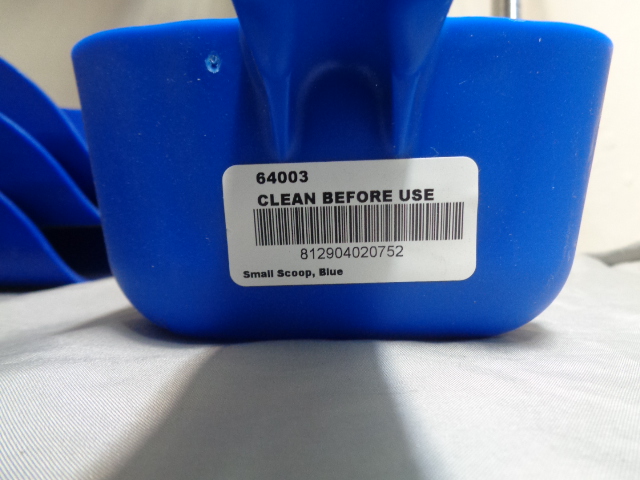 64003
CLEAN BEFORE USE
812904020752
Small Scoop, Blue